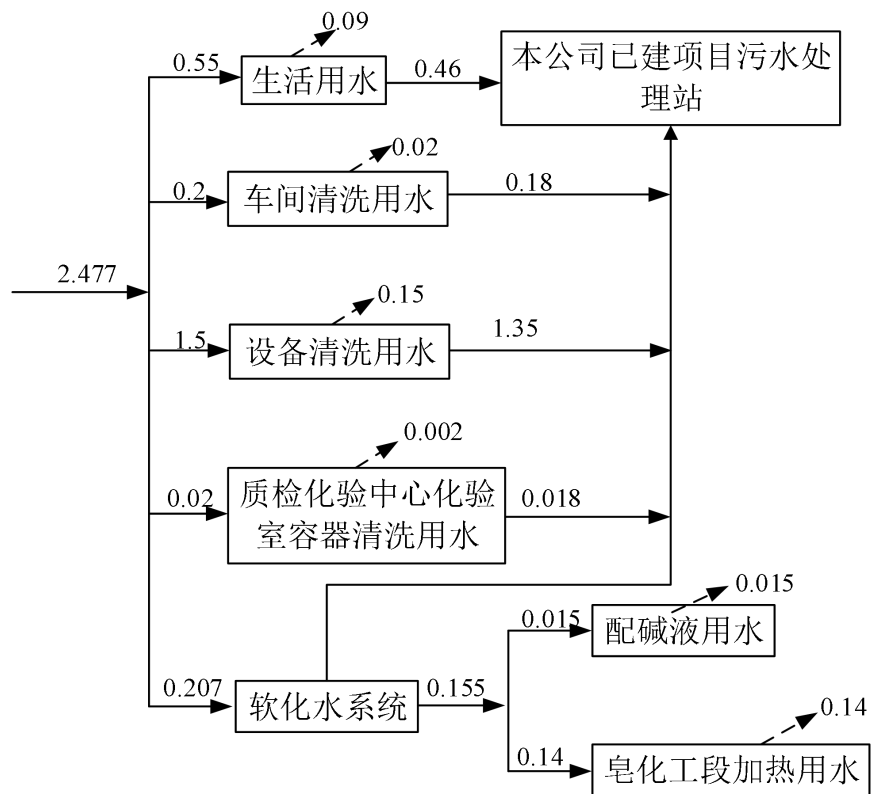 0.09
0.55
生活用水
0.46
本公司已建项目污水处
理站
0.02
0.2
车间清洗用水
0.18
2.477
0.15
1.5
设备清洗用水
1.35
0.002
0.02
质检化验中心化验
室容器清洗用水
0.018
0.015
0.015
配碱液用水
0.207
软化水系统
0.155
0.14
0.14
皂化工段加热用水